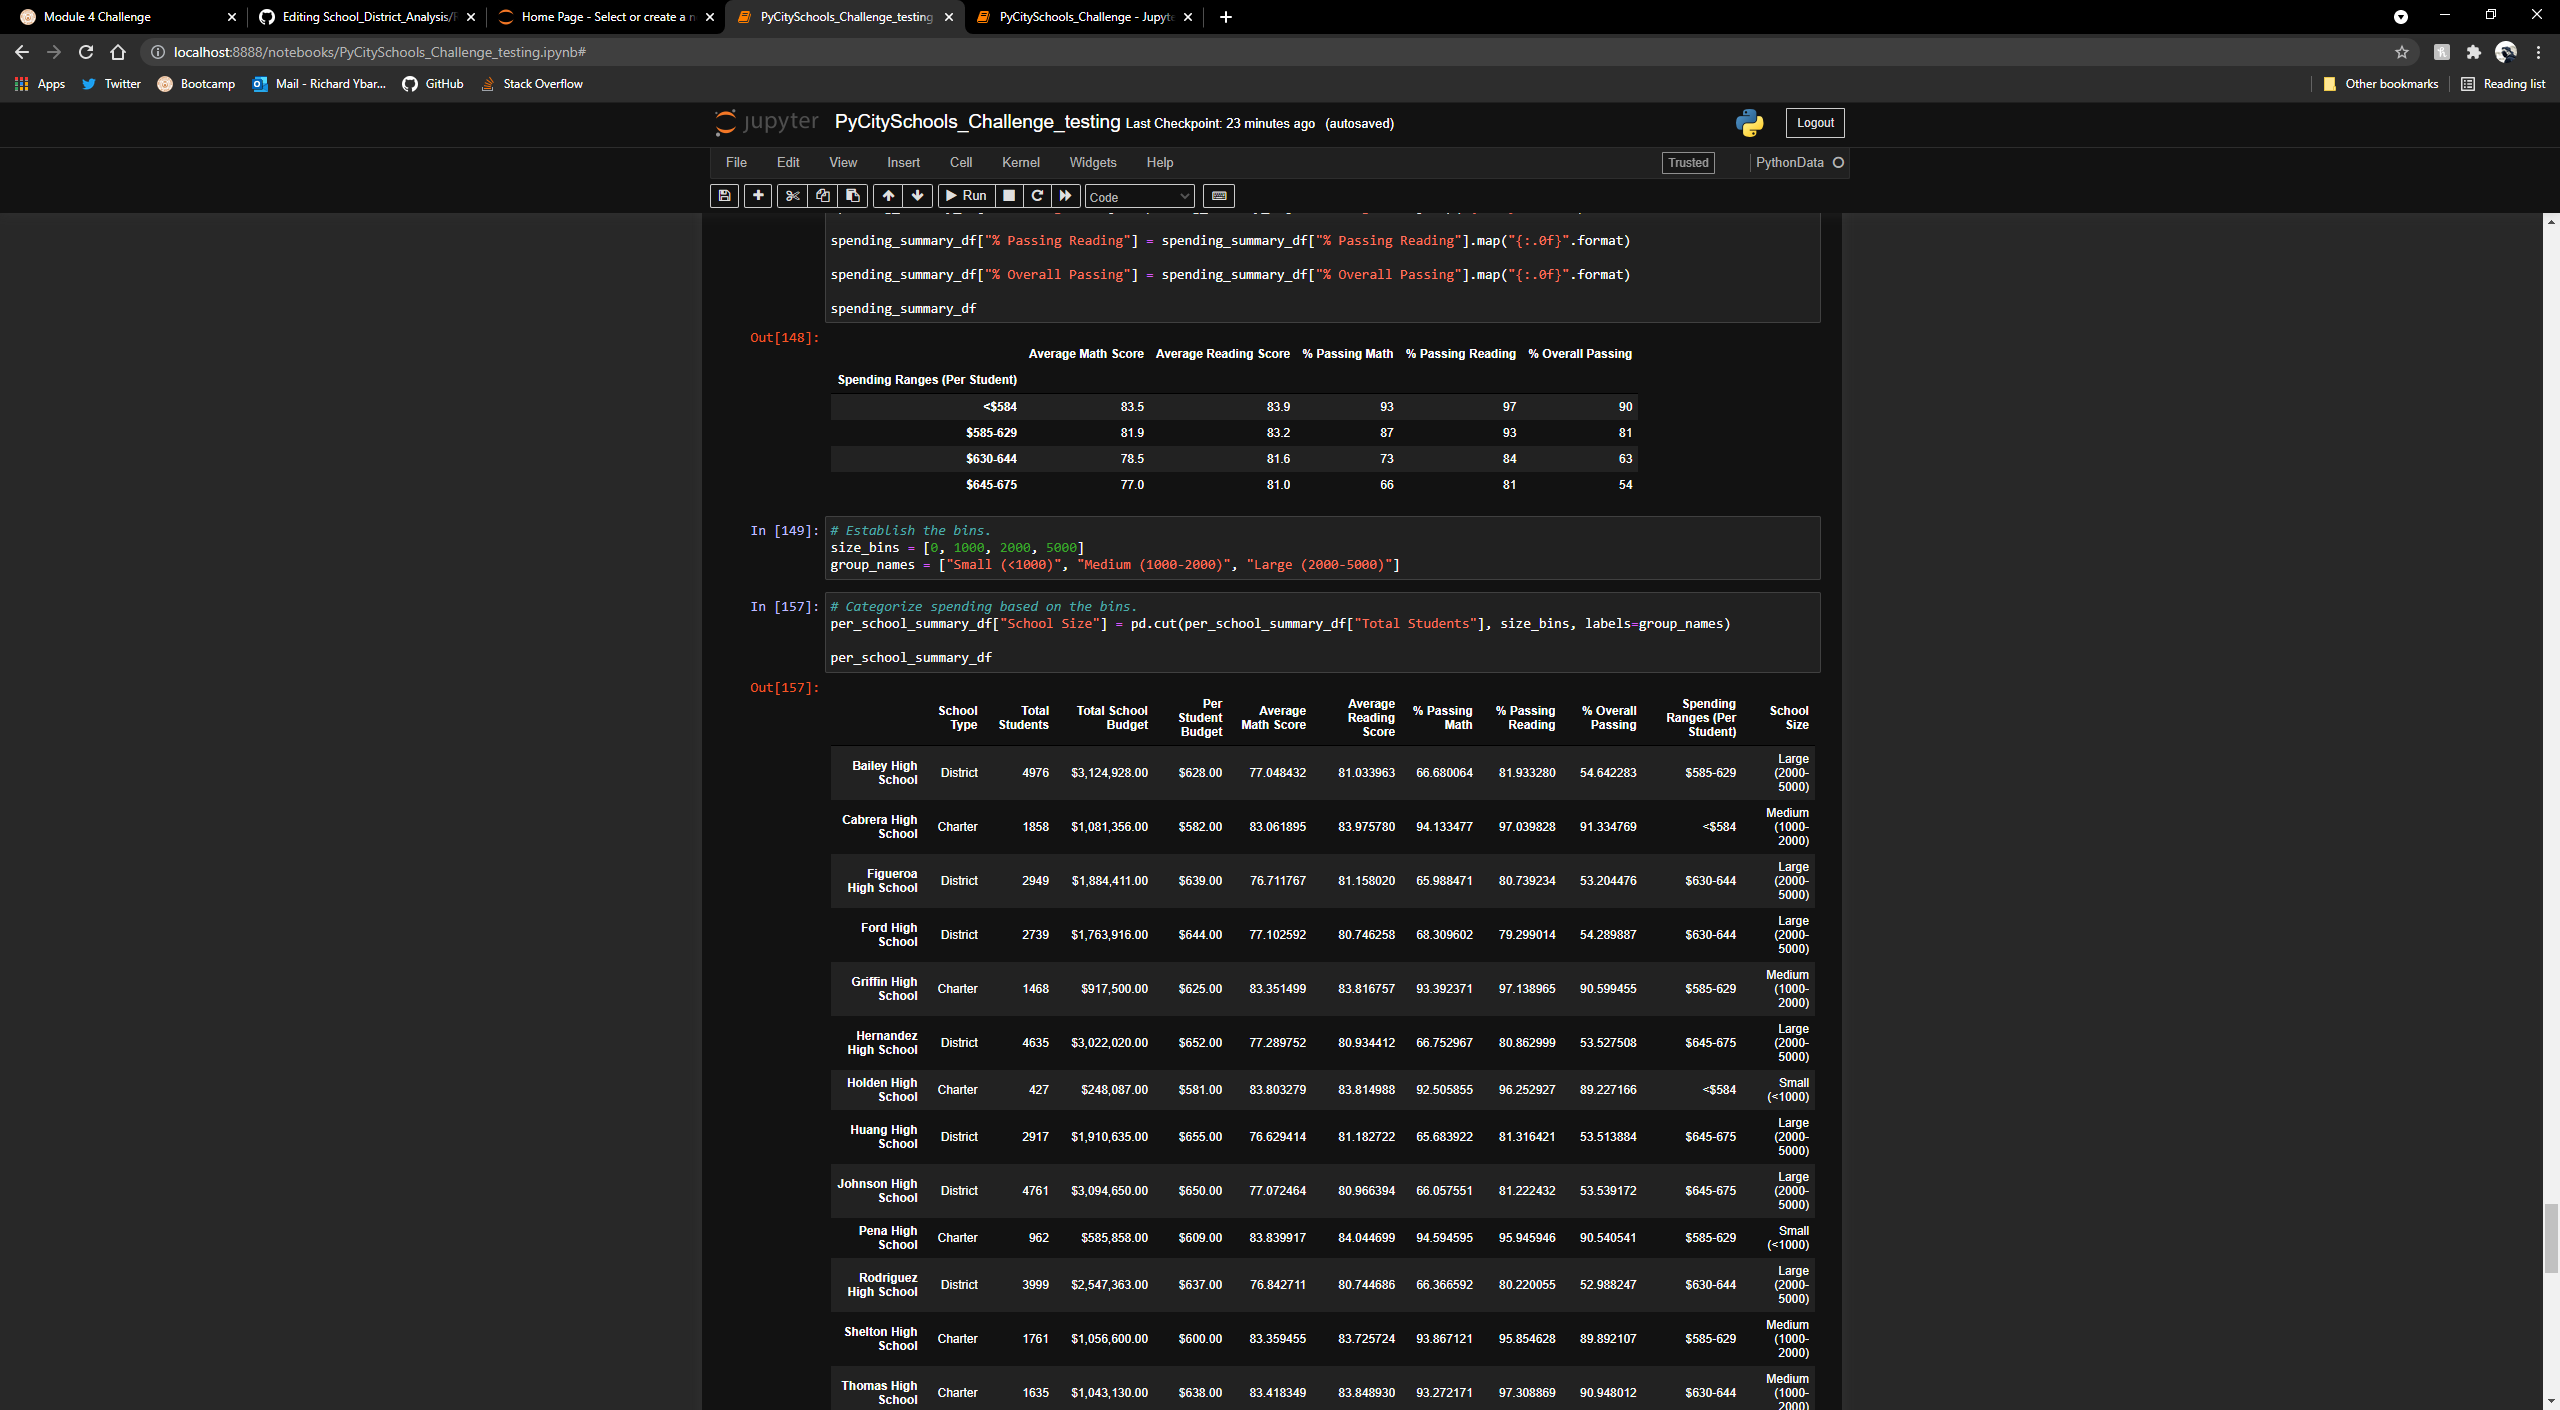 Module 4 Challenge
Editing School_District_Analysis/
Home Page - Select or create a n
PyCitySchools_Challenge_testing
PyCitySchools_Challenge - Jupyte
localhost:8888/notebooks/PyCitySchools_Challenge_testing.ipynb#
Apps Twitter Bootcamp Mail - Richard Ybar... GitHub Stack Overflow Other bookmarks Reading list
jupyter PyCitySchools_Challenge_testing Last Checkpoint: 23 minutes ago (autosaved) Logout
File Edit View Insert Cell Kernel Widgets Help Trusted PythonData
Run Code
spending_summary_df["% Passing Reading"] = spending_summary_df["% Passing Reading"].map("{:.0f}".format)
spending_summary_df["% Overall Passing"] = spending_summary_df["% Overall Passing"].map("{:.0f}".format)
spending_summary_df
Out[148]:
Average Math Score Average Reading Score % Passing Math % Passing Reading % Overall Passing
Spending Ranges (Per Student)
<$584 83.5 83.9 93 97 90
$585-629 81.9 83.2 87 93 81
$630-644 78.5 81.6 73 84 63
$645-675 77.0 81.0 66 81 54
In [149]: # Establish the bins.
size_bins = [0, 1000, 2000, 5000]
group_names = ["Small (<1000)", "Medium (1000-2000)", "Large (2000-5000)"]
In [157]: # Categorize spending based on the bins.
per_school_summary_df["School Size"] = pd.cut(per_school_summary_df["Total Students"], size_bins, labels=group_names)
per_school_summary_df
Out[157]:
School Type Total Students Total School Budget Per Student Budget Average Math Score Average Reading Score % Passing Math % Passing Reading % Overall Passing Spending Ranges (Per Student) School Size
Bailey High School District 4976 $3,124,928.00 $628.00 77.048432 81.033963 66.680064 81.933280 54.642283 $585-629 Large (2000-5000)
Cabrera High School Charter 1858 $1,081,356.00 $582.00 83.061895 83.975780 94.133477 97.039828 91.334769 <$584 Medium (1000-2000)
Figueroa High School District 2949 $1,884,411.00 $639.00 76.711767 81.158020 65.988471 80.739234 53.204476 $630-644 Large (2000-5000)
Ford High School District 2739 $1,763,916.00 $644.00 77.102592 80.746258 68.309602 79.299014 54.289887 $630-644 Large (2000-5000)
Griffin High School Charter 1468 $917,500.00 $625.00 83.351499 83.816757 93.392371 97.138965 90.599455 $585-629 Medium (1000-2000)
Hernandez High School District 4635 $3,022,020.00 $652.00 77.289752 80.934412 66.752967 80.862999 53.527508 $645-675 Large (2000-5000)
Holden High School Charter 427 $248,087.00 $581.00 83.803279 83.814988 92.505855 96.252927 89.227166 <$584 Small (<1000)
Huang High School District 2917 $1,910,635.00 $655.00 76.629414 81.182722 65.683922 81.316421 53.513884 $645-675 Large (2000-5000)
Johnson High School District 4761 $3,094,650.00 $650.00 77.072464 80.966394 66.057551 81.222432 53.539172 $645-675 Large (2000-5000)
Pena High School Charter 962 $585,858.00 $609.00 83.839917 84.044699 94.594595 95.945946 90.540541 $585-629 Small (<1000)
Rodriguez High School District 3999 $2,547,363.00 $637.00 76.842711 80.744686 66.366592 80.220055 52.988247 $630-644 Large (2000-5000)
Shelton High School Charter 1761 $1,056,600.00 $600.00 83.359455 83.725724 93.867121 95.854628 89.892107 $585-629 Medium (1000-2000)
Thomas High School Charter 1635 $1,043,130.00 $638.00 83.418349 83.848930 93.272171 97.308869 90.948012 $630-644 Medium (1000-2000)